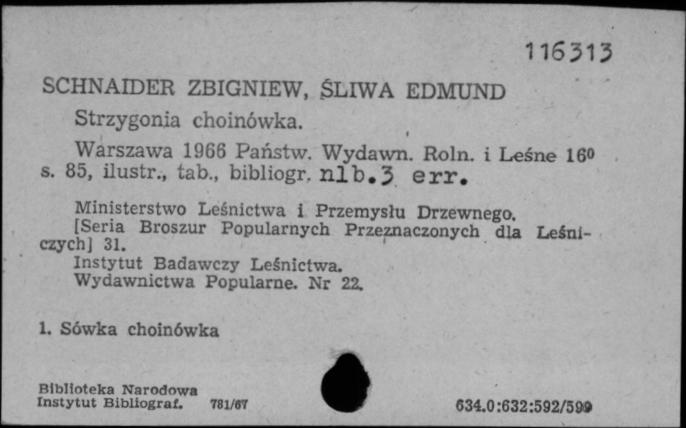 116313
SCHNAIDER ZBIGNIEW, ŚLIWA EDMUND
Strzygonia choinówka.
Warszawa 1966 Państw. Wydawn. Roln. i Leśne 16⁰
s. 85, ilustr., tab., bibliogr. nlb.3 err.
Ministerstwo Leśnictwa i Przemysłu Drzewnego.
[Seria Broszur Popularnych Przeznaczonych dla Leśni-
czych] 31.
Instytut Badawczy Leśnictwa.
Wydawnictwa Popularne. Nr 22.
1. Sówka choinówka
Biblioteka Narodowa
Instytut Bibliograf. 781/67
634.0:632:592/599